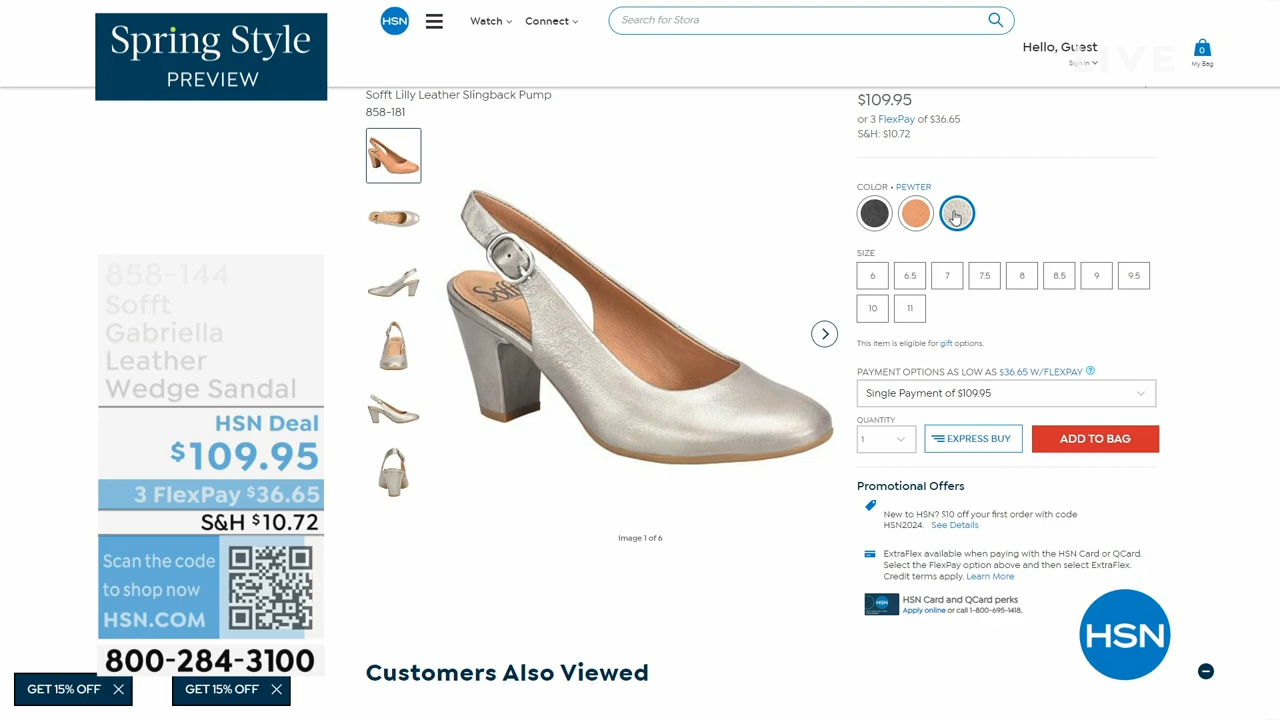 Spring Style
PREVIEW
HSN
Watch
Connect
Search for Stora
Hello, Guest
Sign In
LIVE
0
My Bag
Sofft Lilly Leather Slingback Pump
858-181
$109.95
or 3 FlexPay of $36.65
S&H: $10.72
COLOR • PEWTER
SIZE
6 6.5 7 7.5 8 8.5 9 9.5
10 11
This item is eligible for gift options.
PAYMENT OPTIONS AS LOW AS $36.65 W/FLEXPAY ?
Single Payment of $109.95
QUANTITY
1
EXPRESS BUY
ADD TO BAG
Promotional Offers
New to HSN? $10 off your first order with code
HSN2024. See Details
ExtraFlex available when paying with the HSN Card or QCard.
Select the FlexPay option above and then select ExtraFlex.
Credit terms apply. Learn More
HSN Card and QCard perks
Apply online or call 1-800-695-1418.
Söfft
Image 1 of 6
858-144
Sofft
Gabriella
Leather
Wedge Sandal
HSN Deal
$109.95
3 FlexPay $36.65
S&H $10.72
Scan the code
to shop now
HSN.COM
800-284-3100
GET 15% OFF
GET 15% OFF
Customers Also Viewed
HSN